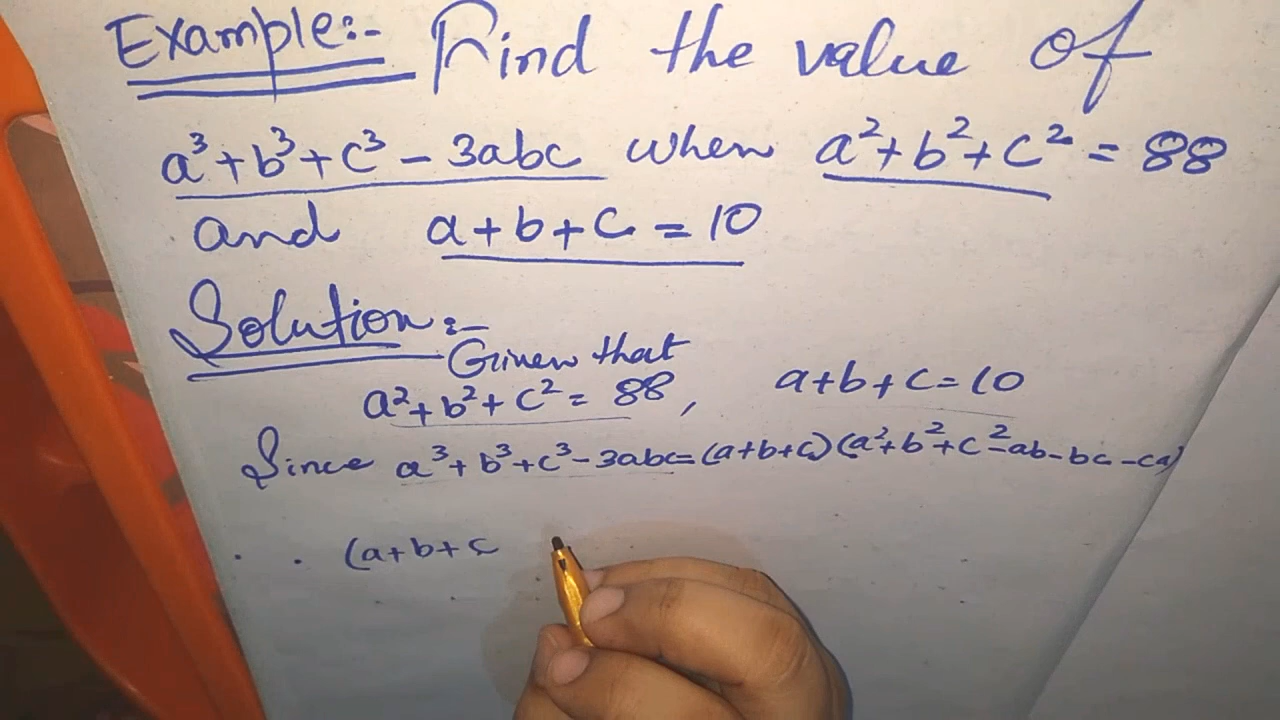 Example:- Find the value of
a³+b³+c³-3abc when a²+b²+c²=88
and a+b+c=10
Solution:-
Given that
a²+b²+c²=88, a+b+c=10
Since a³+b³+c³-3abc=(a+b+c)(a²+b²+c²-ab-bc-ca)
(a+b+c